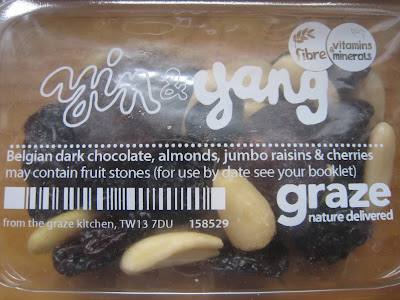 fibre
vitamins
minerals
yin & yang
Belgian dark chocolate, almonds, jumbo raisins & cherries
may contain fruit stones (for use by date see your booklet)
graze
nature delivered
from the graze kitchen, TW13 7DU 158529